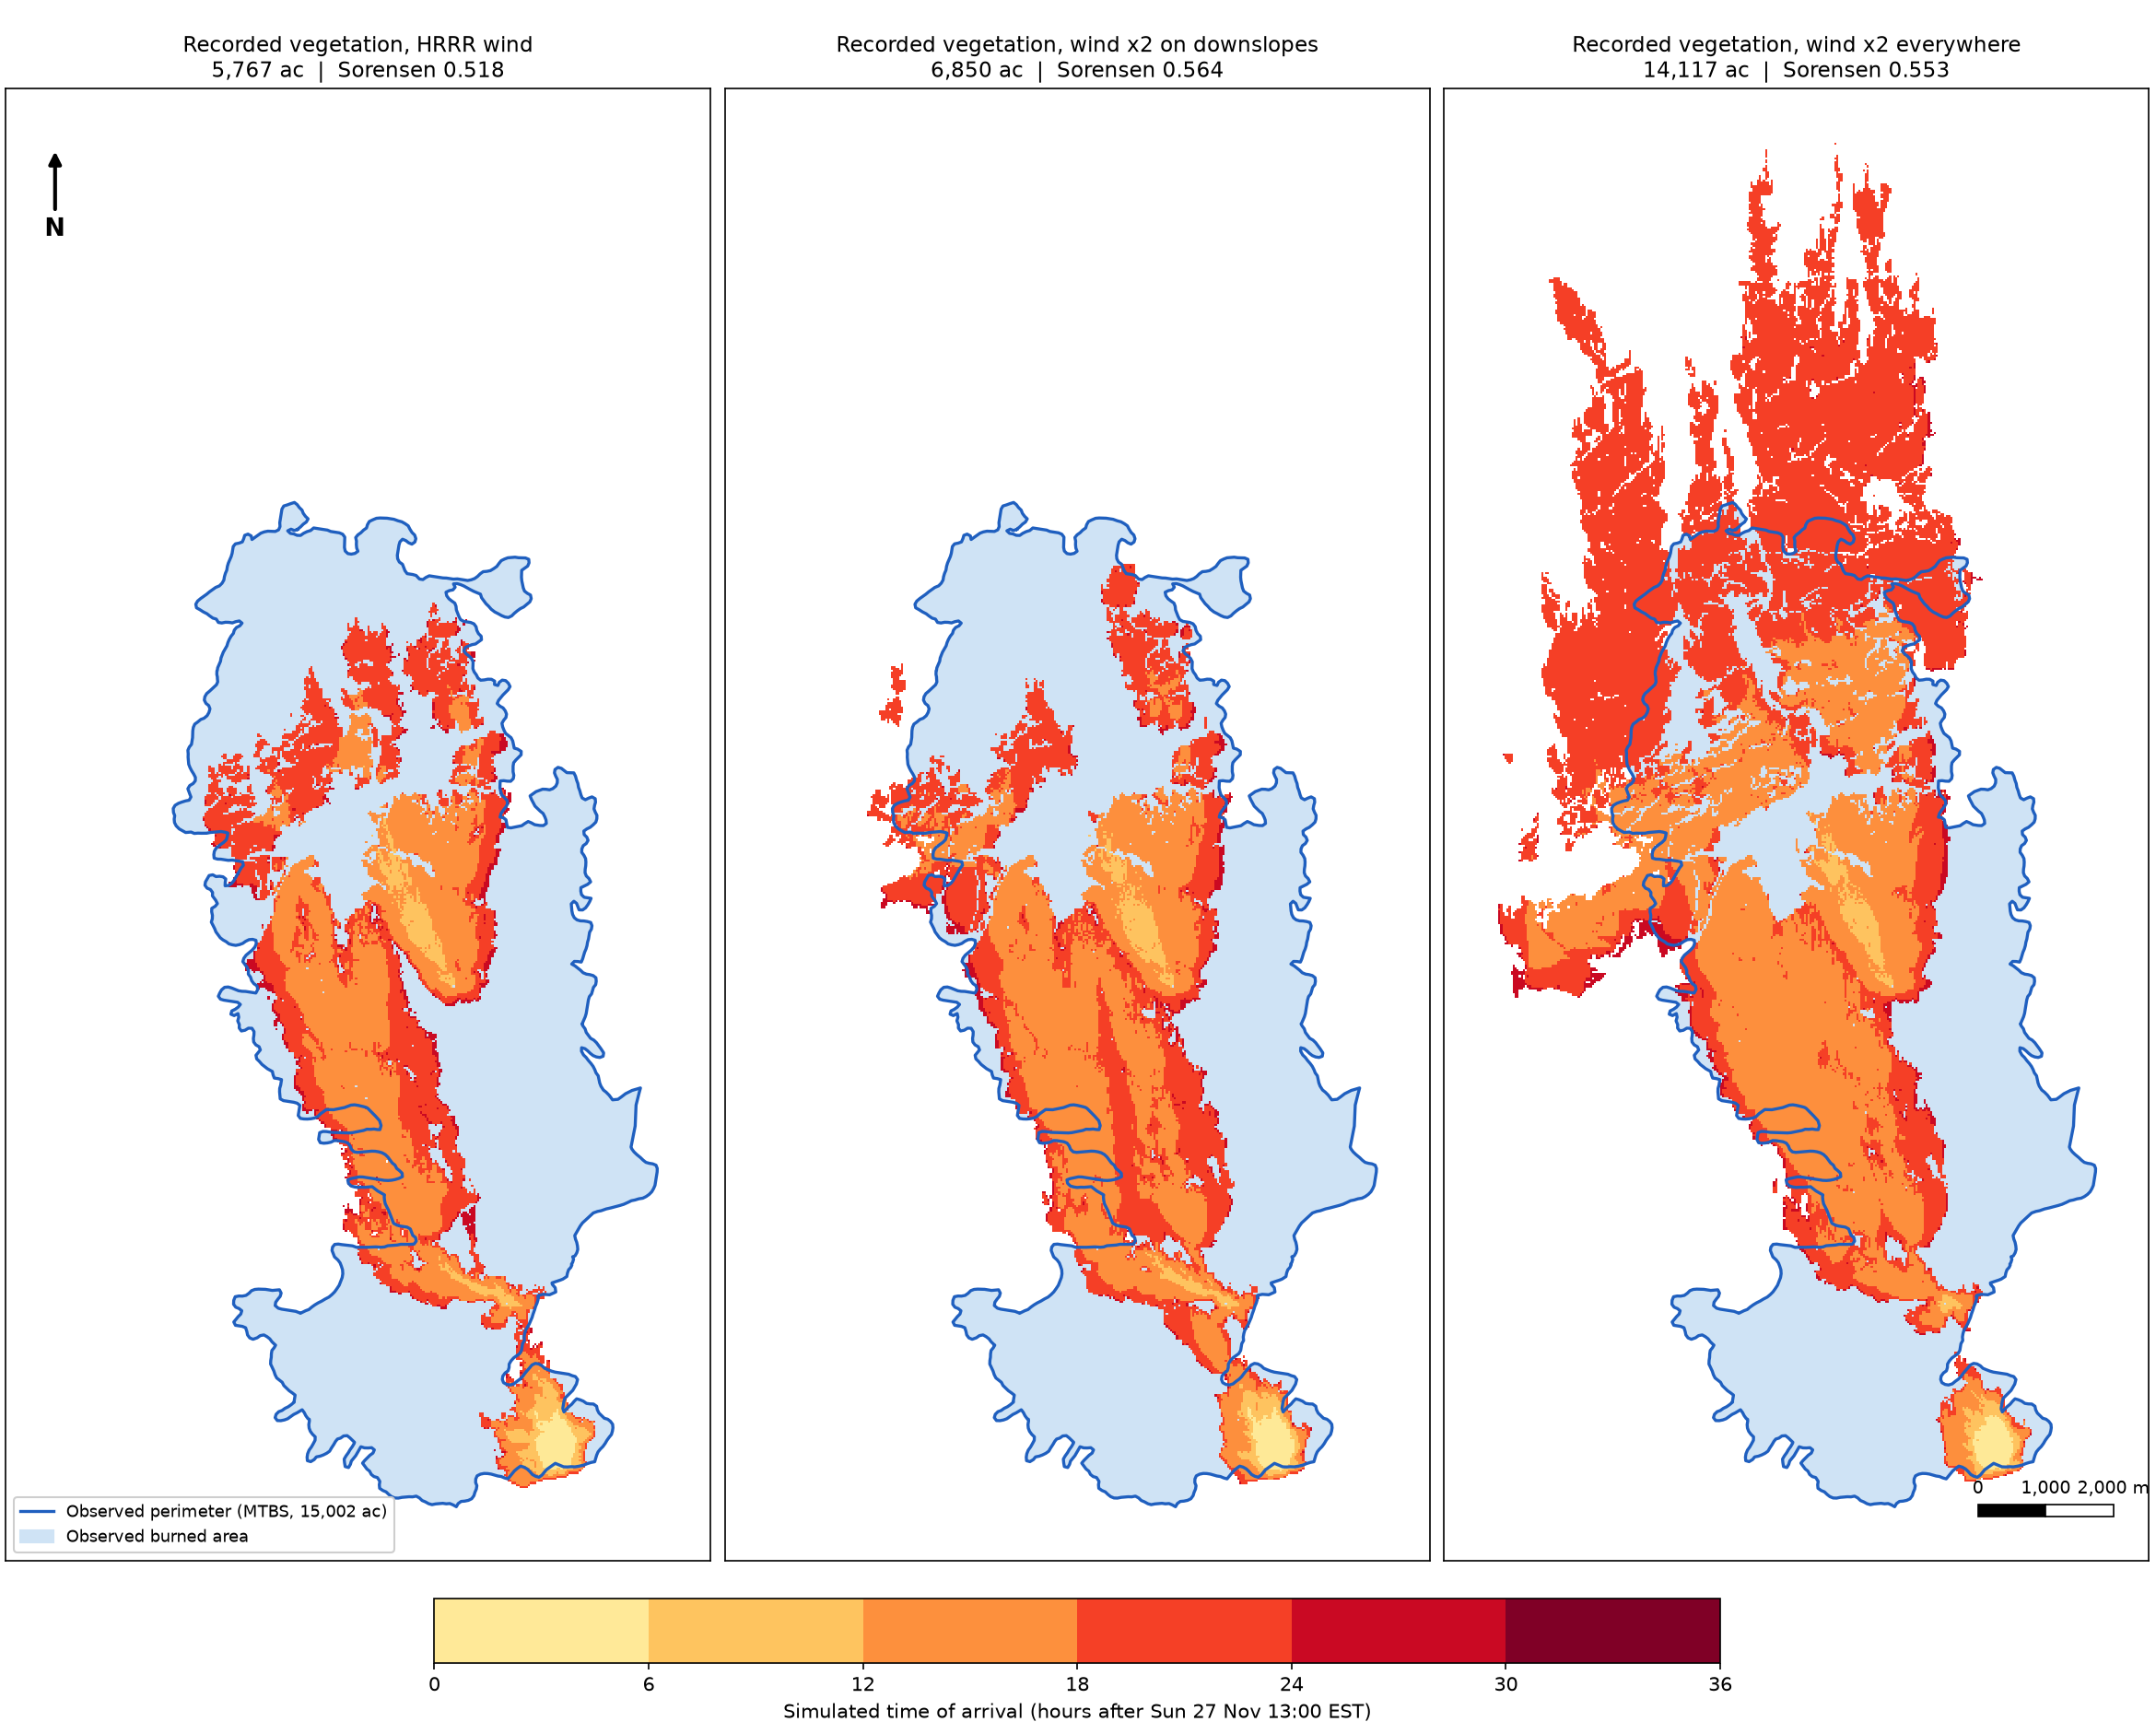 Recorded vegetation, HRRR wind
5,767 ac | Sorensen 0.518
Recorded vegetation, wind x2 on downslopes
6,850 ac | Sorensen 0.564
Recorded vegetation, wind x2 everywhere
14,117 ac | Sorensen 0.553
N
Observed perimeter (MTBS, 15,002 ac)
Observed burned area
0 1,000 2,000 m
0 6 12 18 24 30 36
Simulated time of arrival (hours after Sun 27 Nov 13:00 EST)